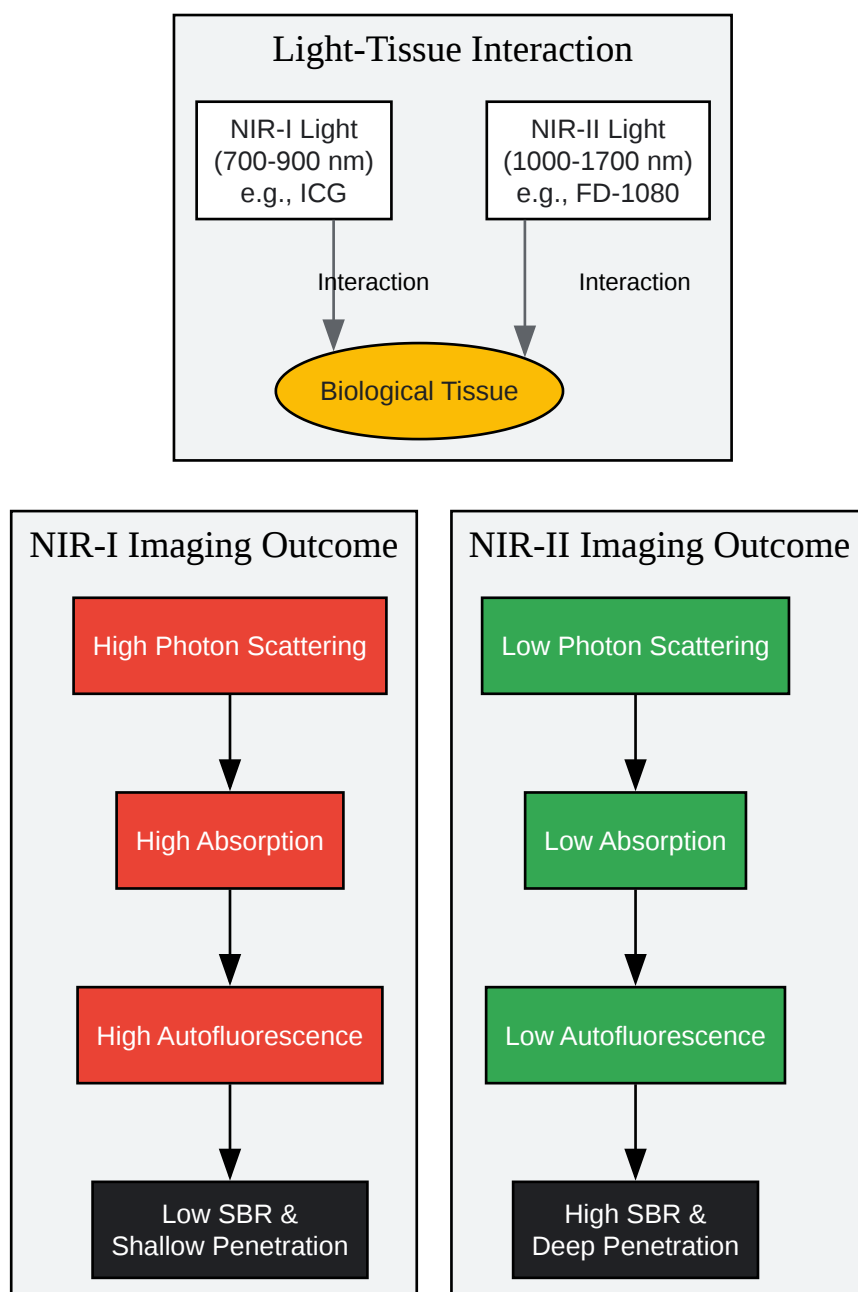 Light-Tissue Interaction
NIR-I Light
(700-900 nm)
e.g., ICG
NIR-II Light
(1000-1700 nm)
e.g., FD-1080
Interaction
Interaction
Biological Tissue
NIR-I Imaging Outcome
High Photon Scattering
High Absorption
High Autofluorescence
Low SBR &
Shallow Penetration
NIR-II Imaging Outcome
Low Photon Scattering
Low Absorption
Low Autofluorescence
High SBR &
Deep Penetration